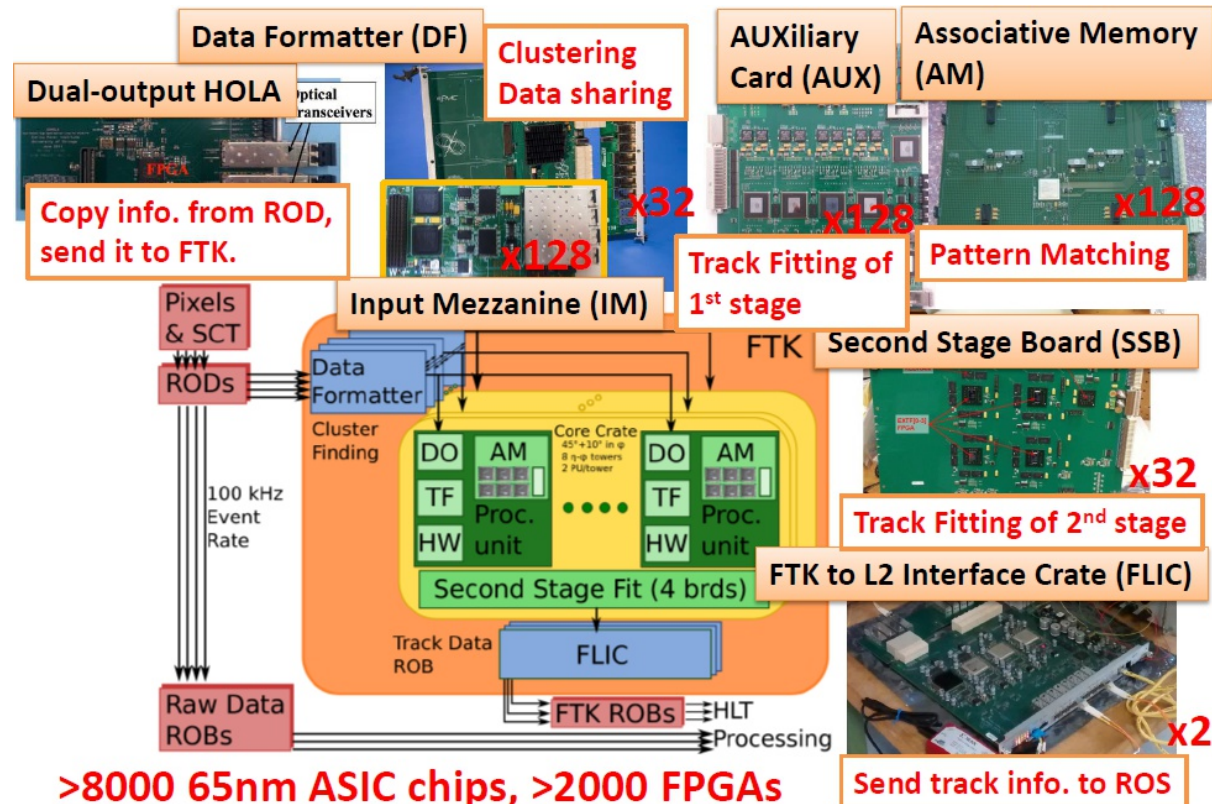 Data Formatter (DF)
Clustering
Data sharing
AUXiliary
Card (AUX)
Associative Memory
(AM)
Dual-output HOLA
Optical
Transceivers
FPGA
Copy info. from ROD,
send it to FTK.
x32
x128
x128
x128
Track Fitting of
1st stage
Pattern Matching
Input Mezzanine (IM)
Pixels
& SCT
RODs
Data
Formatter
Cluster
Finding
FTK
Second Stage Board (SSB)
DO
AM
TF
HW
Proc.
unit
Core Crate
45°+10° in φ
8 η-φ towers
2 PU/tower
DO
AM
TF
HW
Proc.
unit
100 kHz
Event
Rate
x32
Track Fitting of 2nd stage
Second Stage Fit (4 brds)
FTK to L2 Interface Crate (FLIC)
Track Data
ROB
FLIC
Raw Data
ROBs
FTK ROBs
HLT
Processing
x2
Send track info. to ROS
>8000 65nm ASIC chips, >2000 FPGAs